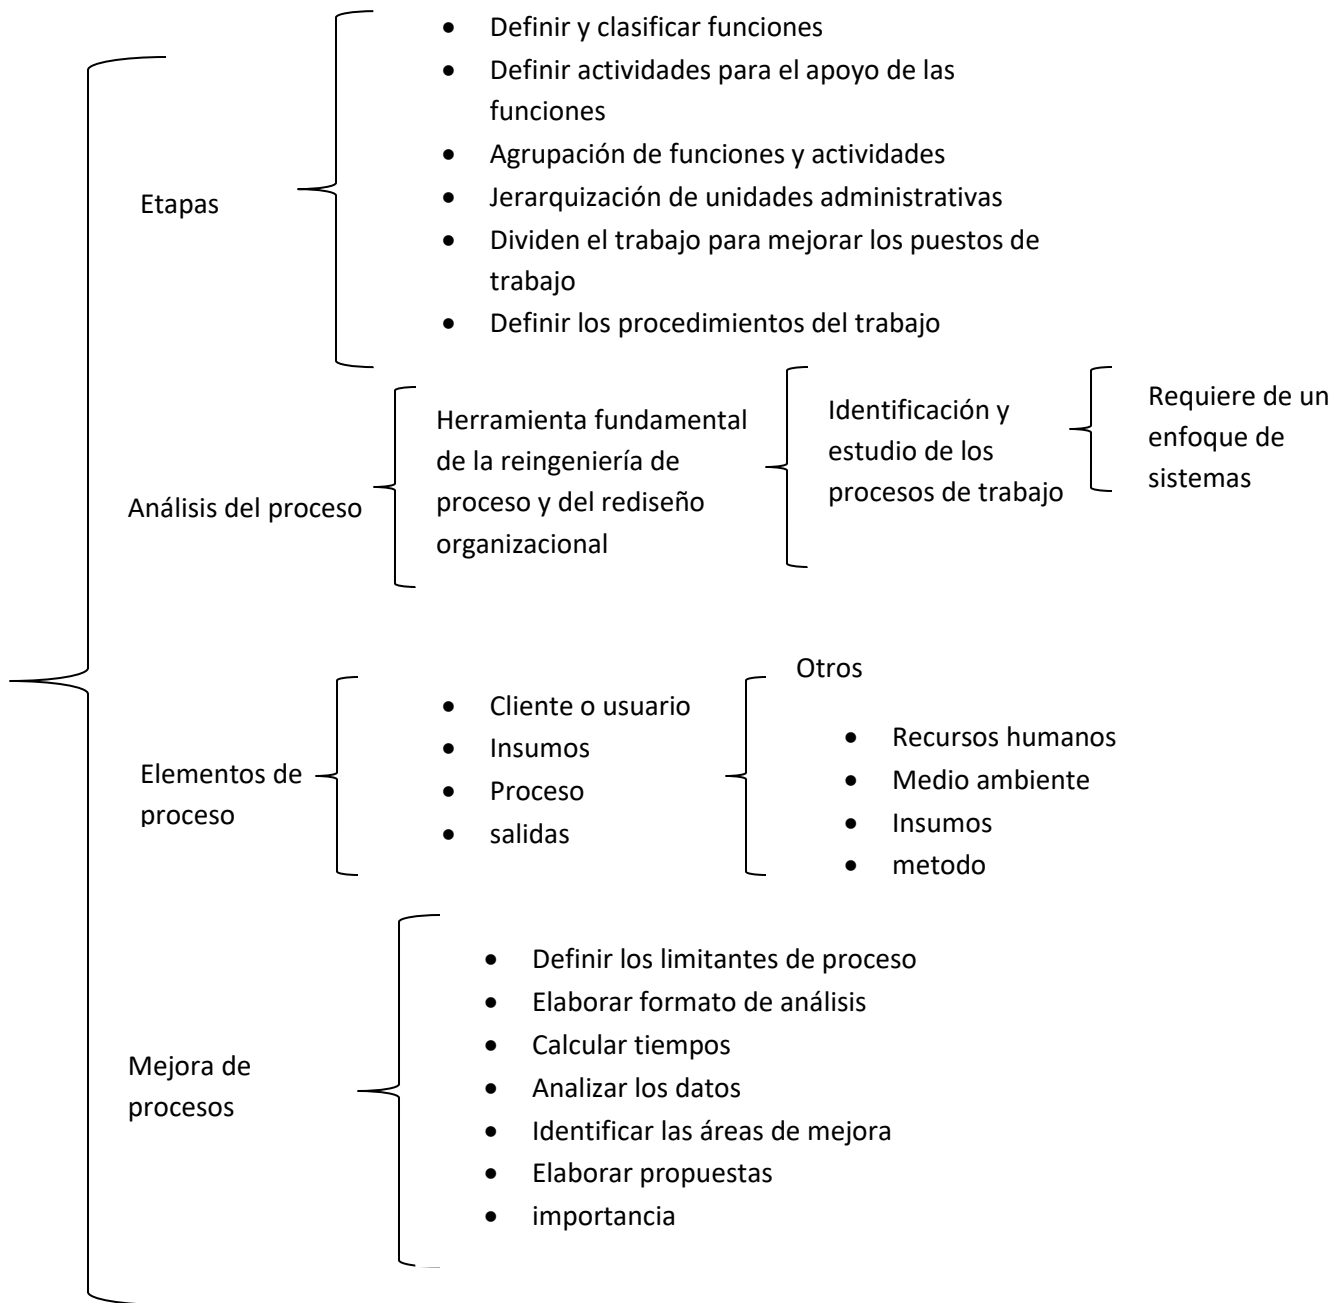 • Definir y clasificar funciones
• Definir actividades para el apoyo de las
funciones
• Agrupación de funciones y actividades
• Jerarquización de unidades administrativas
• Dividen el trabajo para mejorar los puestos de
trabajo
• Definir los procedimientos del trabajo
Etapas
Análisis del proceso
Herramienta fundamental
de la reingeniería de
proceso y del rediseño
organizacional
Identificación y
estudio de los
procesos de trabajo
Requiere de un
enfoque de
sistemas
Elementos de
proceso
• Cliente o usuario
• Insumos
• Proceso
• salidas
Otros
• Recursos humanos
• Medio ambiente
• Insumos
• metodo
Mejora de
procesos
• Definir los limitantes de proceso
• Elaborar formato de análisis
• Calcular tiempos
• Analizar los datos
• Identificar las áreas de mejora
• Elaborar propuestas
• importancia